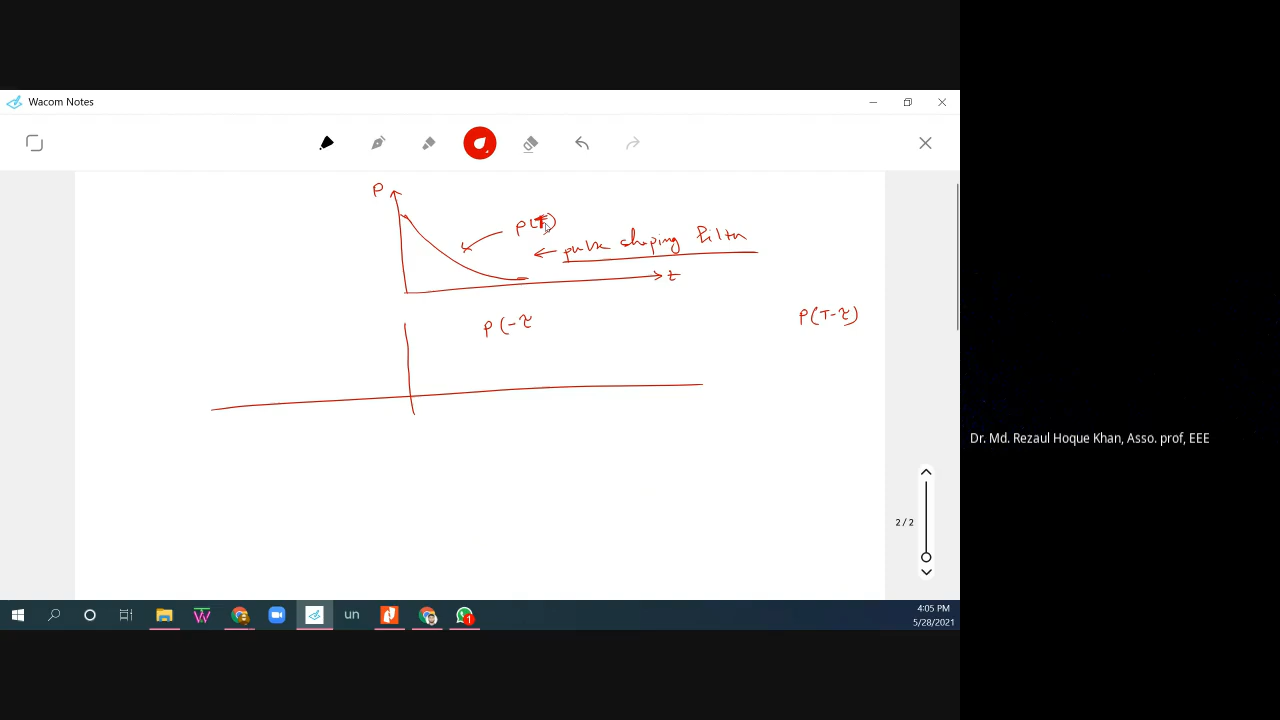 Wacom Notes
P
p(τ)
pulse shaping filter
t
P(T-τ)
P(-τ
Dr. Md. Rezaul Hoque Khan, Asso. prof, EEE
2 / 2
un
1
4:05 PM
5/28/2021